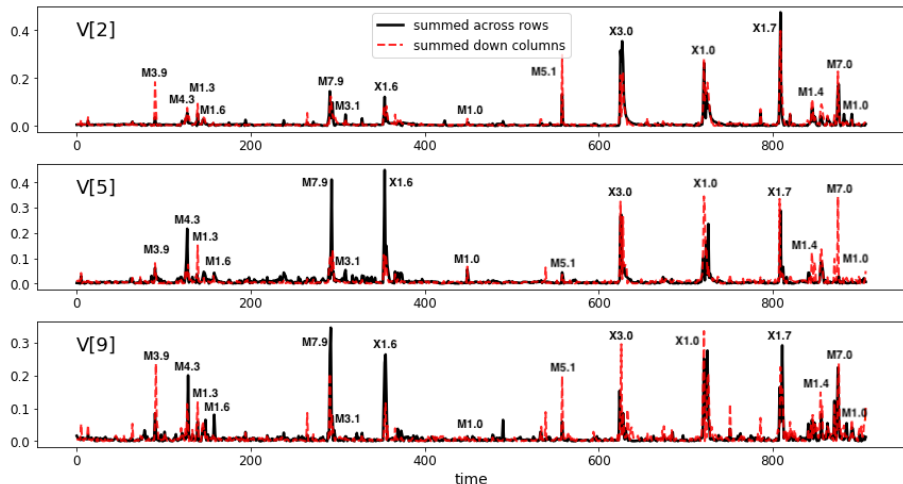 V[2]
summed across rows
summed down columns
M3.9
M4.3
M1.3
M1.6
M7.9
M3.1
X1.6
M1.0
M5.1
X3.0
X1.0
X1.7
M1.4
M7.0
M1.0
0.4
0.2
0.0
0
200
400
600
800
V[5]
M3.9
M4.3
M1.3
M1.6
M7.9
M3.1
X1.6
M1.0
M5.1
X3.0
X1.0
X1.7
M1.4
M7.0
M1.0
0.4
0.3
0.2
0.1
0.0
0
200
400
600
800
V[9]
M3.9
M4.3
M1.3
M1.6
M7.9
M3.1
X1.6
M1.0
M5.1
X3.0
X1.0
X1.7
M1.4
M7.0
M1.0
0.3
0.2
0.1
0.0
0
200
400
600
800
time